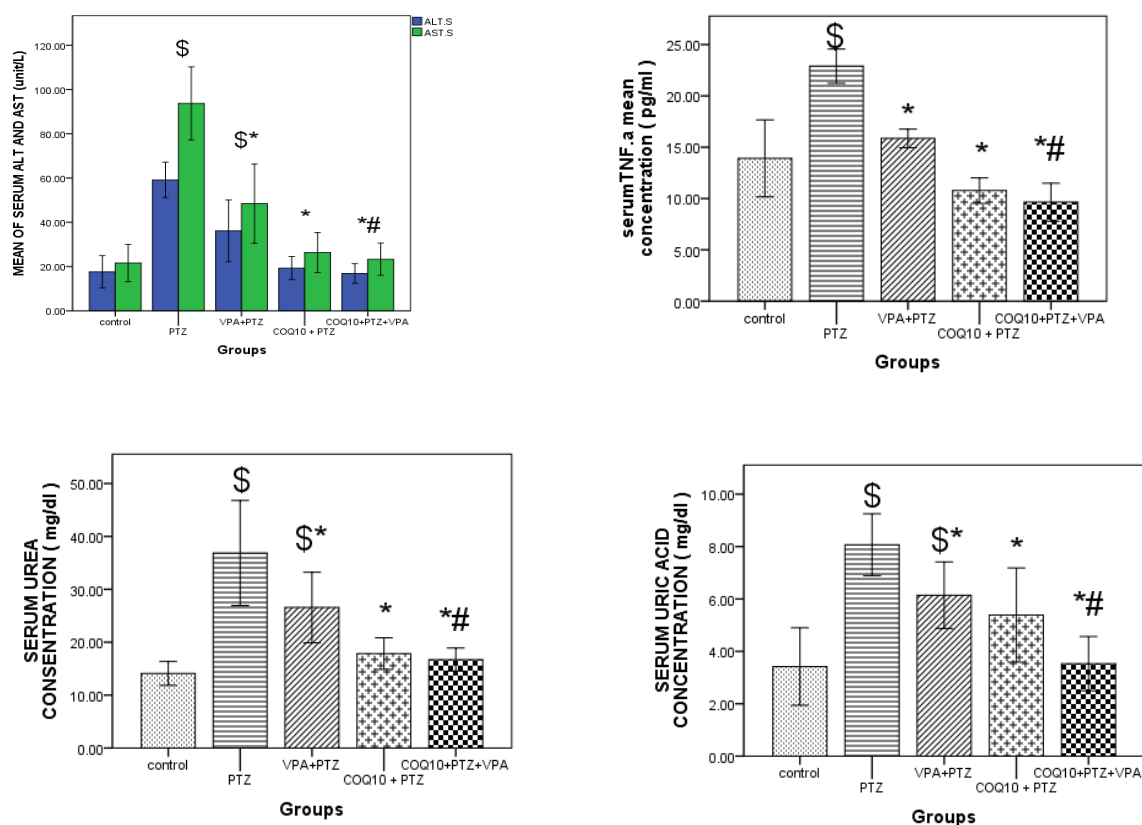 ALT.S
AST.S
MEAN OF SERUM ALT AND AST (unit/L)
120.00
100.00
80.00
60.00
40.00
20.00
0.00
$
$*
*
*#
control
PTZ
VPA+PTZ
COQ10 + PTZ
COQ10+PTZ+VPA
Groups
serumTNF.a mean
concentration ( pg/ml )
25.00
20.00
15.00
10.00
5.00
0.00
$
*
*
*#
control
PTZ
VPA+PTZ
COQ10 + PTZ
COQ10+PTZ+VPA
Groups
SERUM UREA
CONSENTRATION ( mg/dl )
50.00
40.00
30.00
20.00
10.00
0.00
$
$*
*
*#
control
PTZ
VPA+PTZ
COQ10 + PTZ
COQ10+PTZ+VPA
Groups
SERUM URIC ACID
CONCENTRATION ( mg/dl )
10.00
8.00
6.00
4.00
2.00
0.00
$
$*
*
*#
control
PTZ
VPA+PTZ
COQ10 + PTZ
COQ10+PTZ+VPA
Groups